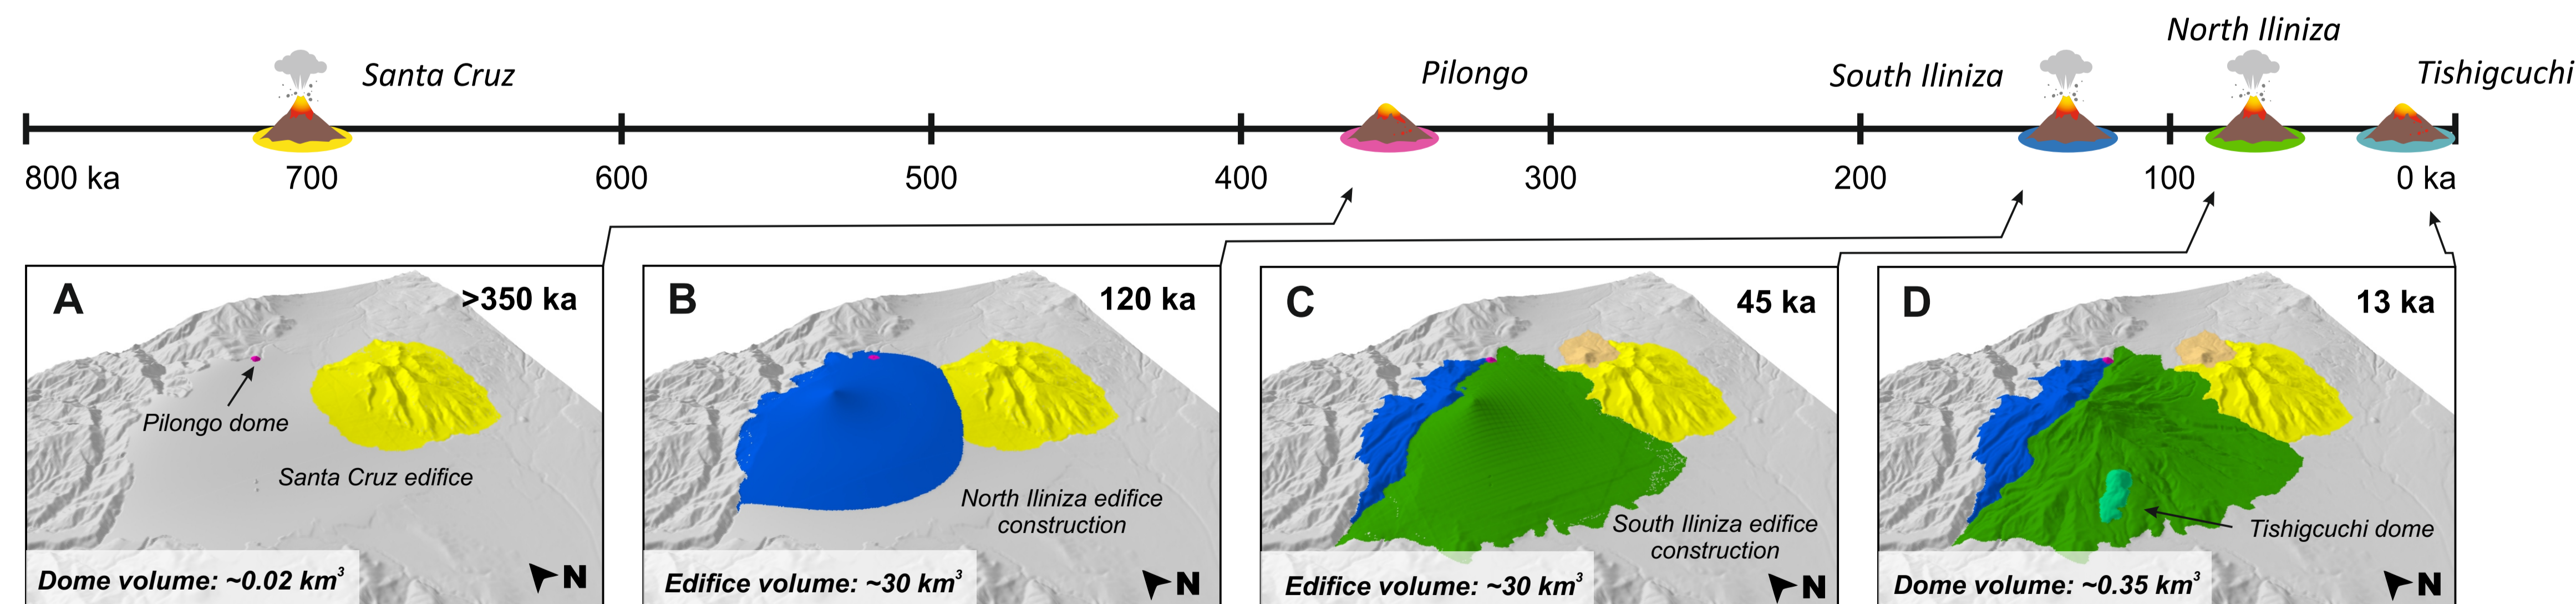 North Iliniza
Santa Cruz
Pilongo
South Iliniza
Tishigcuchi
800 ka
700
600
500
400
300
200
100
0 ka
A
>350 ka
Pilongo dome
Santa Cruz edifice
Dome volume: ~0.02 km³
N
B
120 ka
North Iliniza edifice
construction
Edifice volume: ~30 km³
N
C
45 ka
South Iliniza edifice
construction
Edifice volume: ~30 km³
N
D
13 ka
Tishigcuchi dome
Dome volume: ~0.35 km³
N